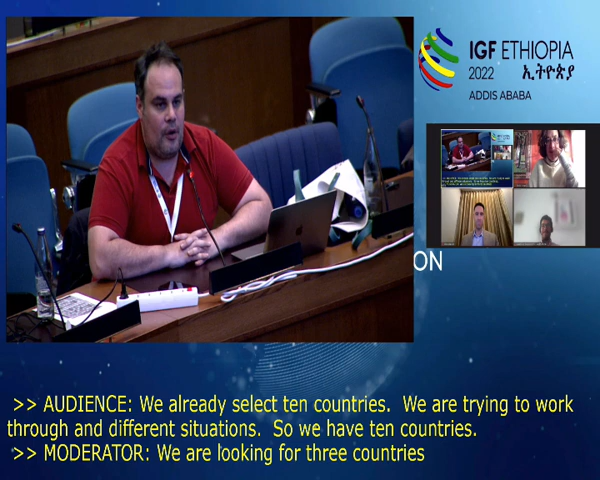 IGF ETHIOPIA
2022 ኢትዮጵያ
ADDIS ABABA
ON
>> AUDIENCE: We already select ten countries. We are trying to work
through and different situations. So we have ten countries.
>> MODERATOR: We are looking for three countries